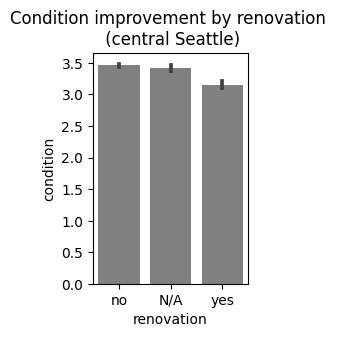 Condition improvement by renovation
(central Seattle)
3.5
3.0
2.5
2.0
1.5
1.0
0.5
0.0
condition
no N/A yes
renovation